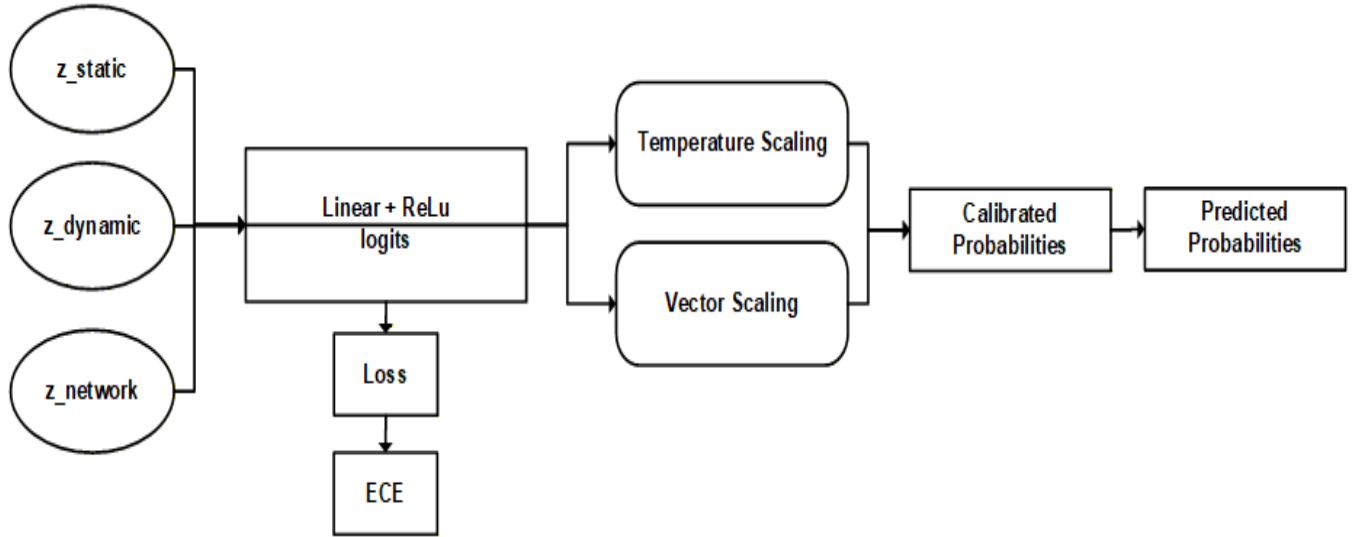 z_static
z_dynamic
z_network
Linear + ReLu
logits
Loss
ECE
Temperature Scaling
Vector Scaling
Calibrated
Probabilities
Predicted
Probabilities